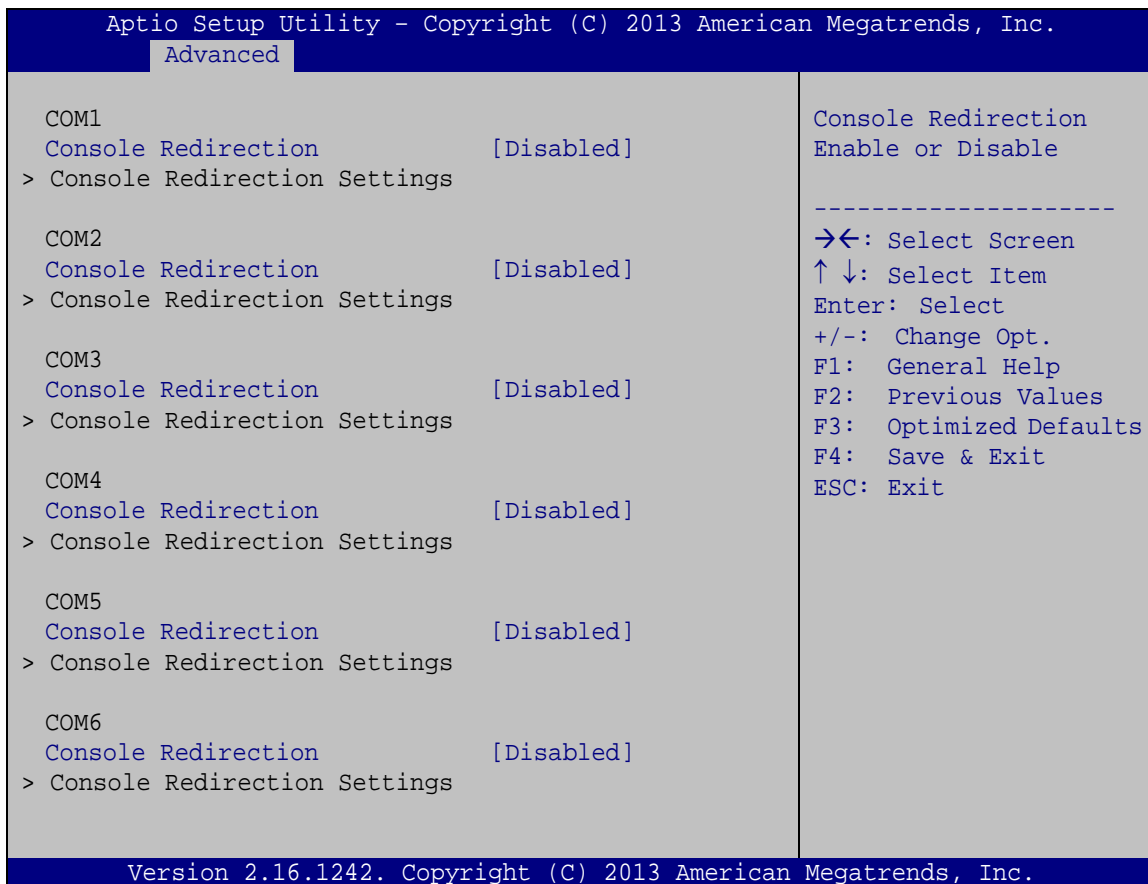 Aptio Setup Utility – Copyright (C) 2013 American Megatrends, Inc.
Advanced
COM1
Console Redirection [Disabled]
> Console Redirection Settings
COM2
Console Redirection [Disabled]
> Console Redirection Settings
COM3
Console Redirection [Disabled]
> Console Redirection Settings
COM4
Console Redirection [Disabled]
> Console Redirection Settings
COM5
Console Redirection [Disabled]
> Console Redirection Settings
COM6
Console Redirection [Disabled]
> Console Redirection Settings
Console Redirection
Enable or Disable
---------------------
→←: Select Screen
↑ ↓: Select Item
Enter: Select
+/-: Change Opt.
F1: General Help
F2: Previous Values
F3: Optimized Defaults
F4: Save & Exit
ESC: Exit
Version 2.16.1242. Copyright (C) 2013 American Megatrends, Inc.